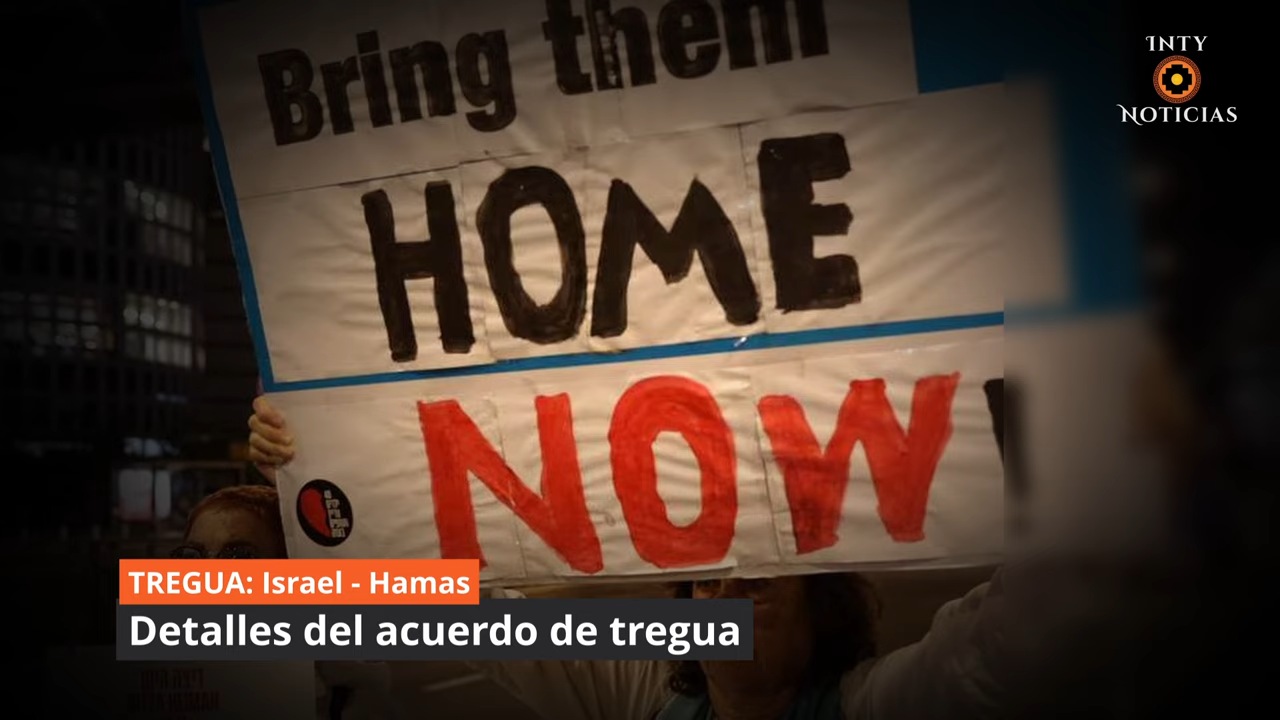 Bring them
HOME
NOW
INTY
NOTICIAS
TREGUA: Israel - Hamas
Detalles del acuerdo de tregua